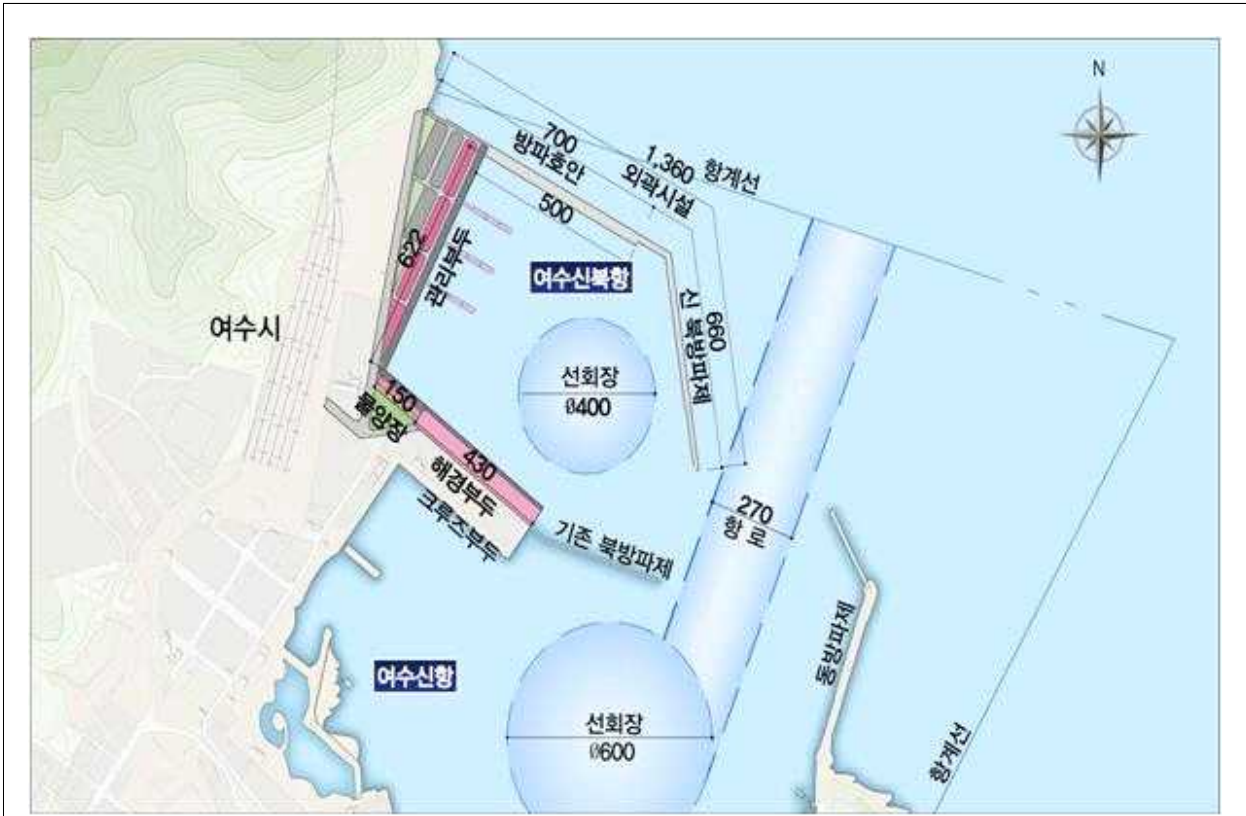 N
700
방파호안
1,360
외곽시설
항계선
500
622
관리부두
여수신북항
여수시
660
신 북방파제
선회장
Ø400
150
물양장
430
해경부두
크루즈부두
기존 북방파제
270
항 로
동방파제
여수신항
선회장
Ø600
항계선